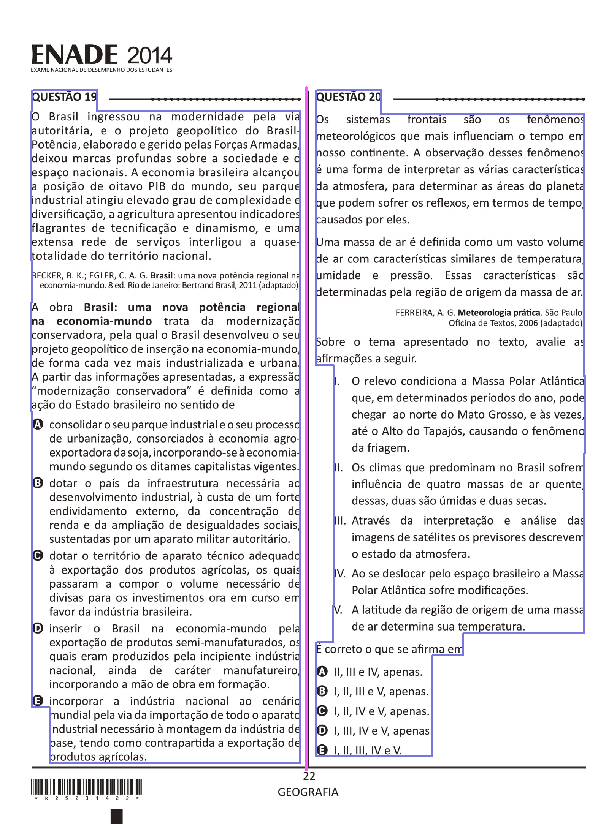 ENADE 2014
EXAME NACIONAL DE DESEMPENHO DOS ESTUDANTES
QUESTÃO 19
O Brasil ingressou na modernidade pela via
autoritária, e o projeto geopolítico do Brasil-
Potência, elaborado e gerido pelas Forças Armadas,
deixou marcas profundas sobre a sociedade e o
espaço nacionais. A economia brasileira alcançou
a posição de oitavo PIB do mundo, seu parque
industrial atingiu elevado grau de complexidade e
diversificação, a agricultura apresentou indicadores
flagrantes de tecnificação e dinamismo, e uma
extensa rede de serviços interligou a quase-
totalidade do território nacional.
BECKER, B. K.; EGLER, C. A. G. Brasil: uma nova potência regional na
economia-mundo. 8 ed. Rio de Janeiro: Bertrand Brasil, 2011 (adaptado).
A obra Brasil: uma nova potência regional
na economia-mundo trata da modernização
conservadora, pela qual o Brasil desenvolveu o seu
projeto geopolítico de inserção na economia-mundo,
de forma cada vez mais industrializada e urbana.
A partir das informações apresentadas, a expressão
“modernização conservadora” é definida como a
ação do Estado brasileiro no sentido de
A consolidar o seu parque industrial e o seu processo
de urbanização, consorciados à economia agro-
exportadora da soja, incorporando-se à economia-
mundo segundo os ditames capitalistas vigentes.
B dotar o país da infraestrutura necessária ao
desenvolvimento industrial, à custa de um forte
endividamento externo, da concentração de
renda e da ampliação de desigualdades sociais,
sustentadas por um aparato militar autoritário.
C dotar o território de aparato técnico adequado
à exportação dos produtos agrícolas, os quais
passaram a compor o volume necessário de
divisas para os investimentos ora em curso em
favor da indústria brasileira.
D inserir o Brasil na economia-mundo pela
exportação de produtos semi-manufaturados, os
quais eram produzidos pela incipiente indústria
nacional, ainda de caráter manufatureiro,
incorporando a mão de obra em formação.
E incorporar a indústria nacional ao cenário
mundial pela via da importação de todo o aparato
industrial necessário à montagem da indústria de
base, tendo como contrapartida a exportação de
produtos agrícolas.
QUESTÃO 20
Os sistemas frontais são os fenômenos
meteorológicos que mais influenciam o tempo em
nosso continente. A observação desses fenômenos
é uma forma de interpretar as várias características
da atmosfera, para determinar as áreas do planeta
que podem sofrer os reflexos, em termos de tempo,
causados por eles.
Uma massa de ar é definida como um vasto volume
de ar com características similares de temperatura,
umidade e pressão. Essas características são
determinadas pela região de origem da massa de ar.
FERREIRA, A. G. Meteorologia prática. São Paulo:
Oficina de Textos, 2006 (adaptado).
Sobre o tema apresentado no texto, avalie as
afirmações a seguir.
I. O relevo condiciona a Massa Polar Atlântica
que, em determinados períodos do ano, pode
chegar ao norte do Mato Grosso, e às vezes,
até o Alto do Tapajós, causando o fenômeno
da friagem.
II. Os climas que predominam no Brasil sofrem
influência de quatro massas de ar quente,
dessas, duas são úmidas e duas secas.
III. Através da interpretação e análise das
imagens de satélites os previsores descrevem
o estado da atmosfera.
IV. Ao se deslocar pelo espaço brasileiro a Massa
Polar Atlântica sofre modificações.
V. A latitude da região de origem de uma massa
de ar determina sua temperatura.
É correto o que se afirma em
A II, III e IV, apenas.
B I, II, III e V, apenas.
C I, II, IV e V, apenas.
D I, III, IV e V, apenas
E I, II, III, IV e V.
22
GEOGRAFIA